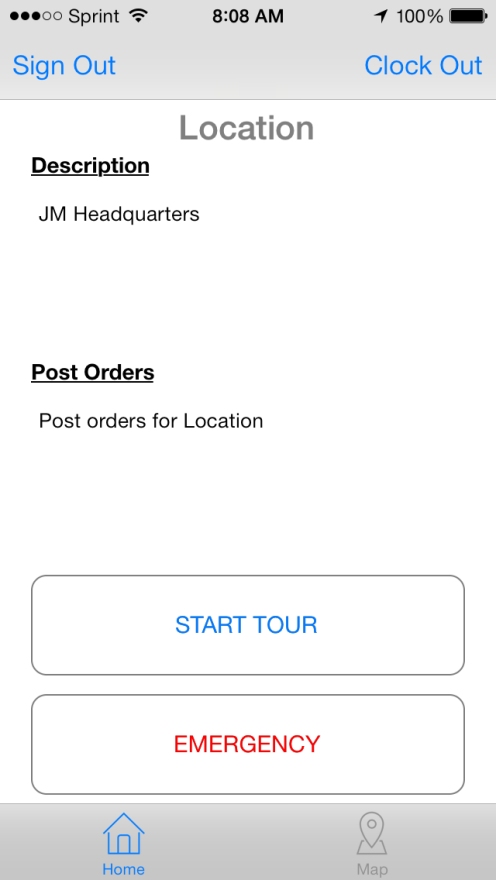 Sprint 8:08 AM 100%
Sign Out Clock Out
Location
Description
JM Headquarters
Post Orders
Post orders for Location
START TOUR
EMERGENCY
Home Map